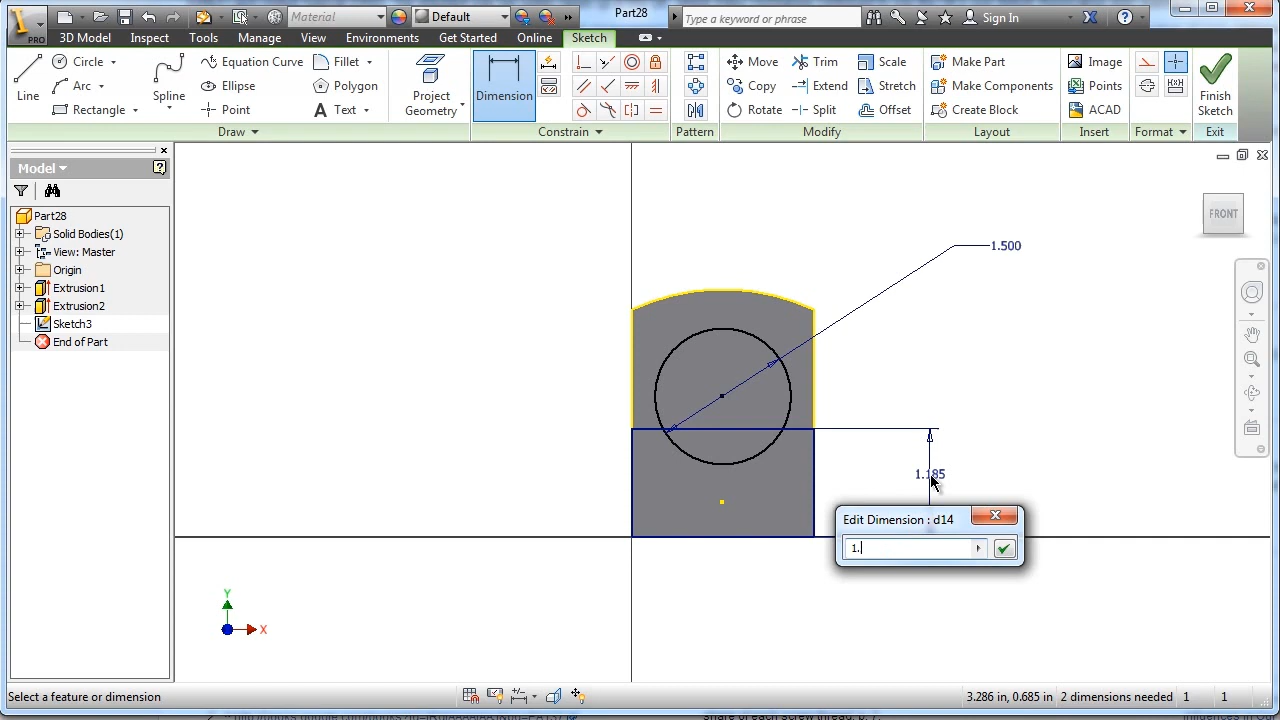 PRO
Material
Default
Part28
Type a keyword or phrase
Sign In
3D Model
Inspect
Tools
Manage
View
Environments
Get Started
Online
Sketch
Line
Circle
Arc
Rectangle
Spline
Equation Curve
Ellipse
Point
Fillet
Polygon
Text
Draw
Project
Geometry
Dimension
Constrain
Pattern
Move
Copy
Rotate
Trim
Extend
Split
Scale
Stretch
Offset
Modify
Make Part
Make Components
Create Block
Layout
Image
Points
ACAD
Insert
Format
Finish
Sketch
Exit
Model
Part28
Solid Bodies(1)
View: Master
Origin
Extrusion1
Extrusion2
Sketch3
End of Part
FRONT
1.500
1.185
Edit Dimension : d14
1.
Y
X
Select a feature or dimension
3.286 in, 0.685 in
2 dimensions needed
1
1